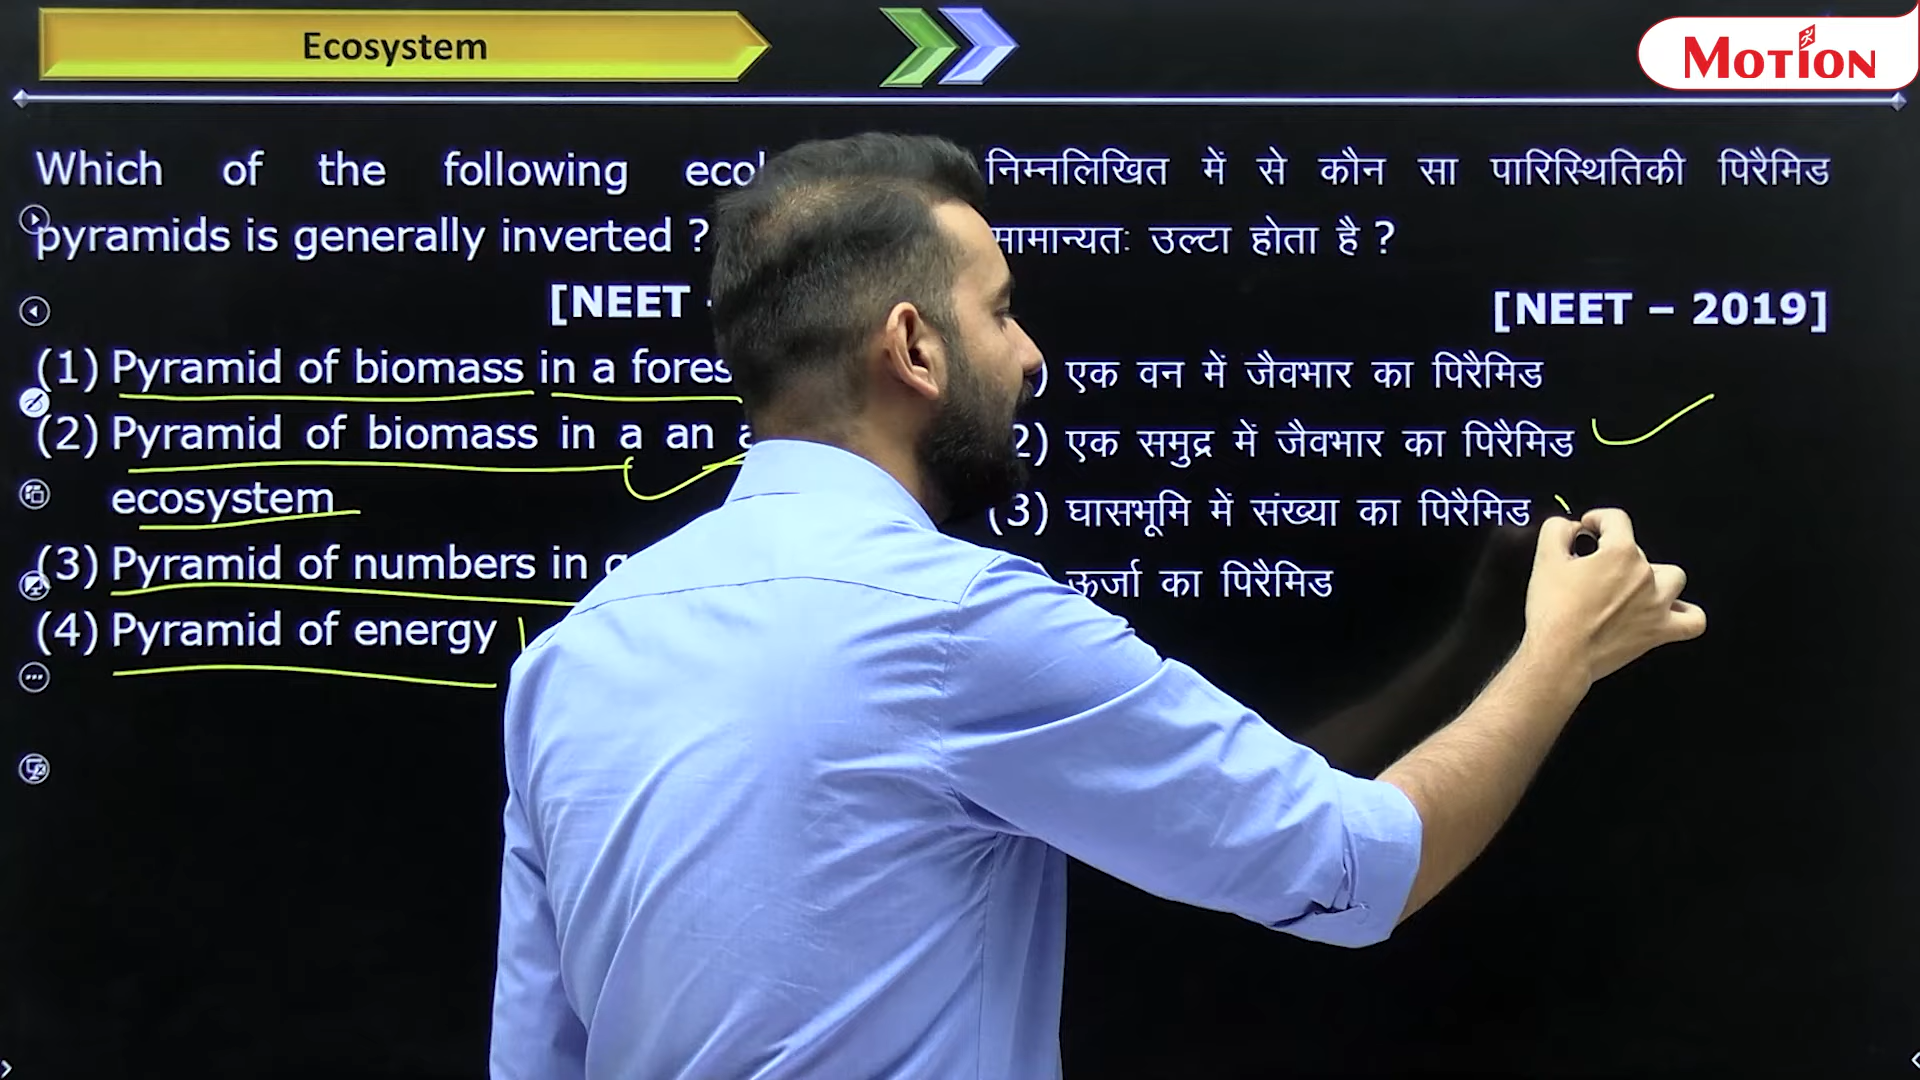 Ecosystem
MOTION
Which of the following
pyramids is generally inverted ?
[NEET
(1) Pyramid of biomass in a
(2) Pyramid of biomass in a an
ecosystem
(3) Pyramid of numbers in
(4) Pyramid of energy
निम्नलिखित में से कौन सा पारिस्थितिकी पिरैमिड
सामान्यतः उल्टा होता है ?
[NEET – 2019]
एक वन में जैवभार का पिरैमिड
2) एक समुद्र में जैवभार का पिरैमिड
(3) घासभूमि में संख्या का पिरैमिड
ऊर्जा का पिरैमिड